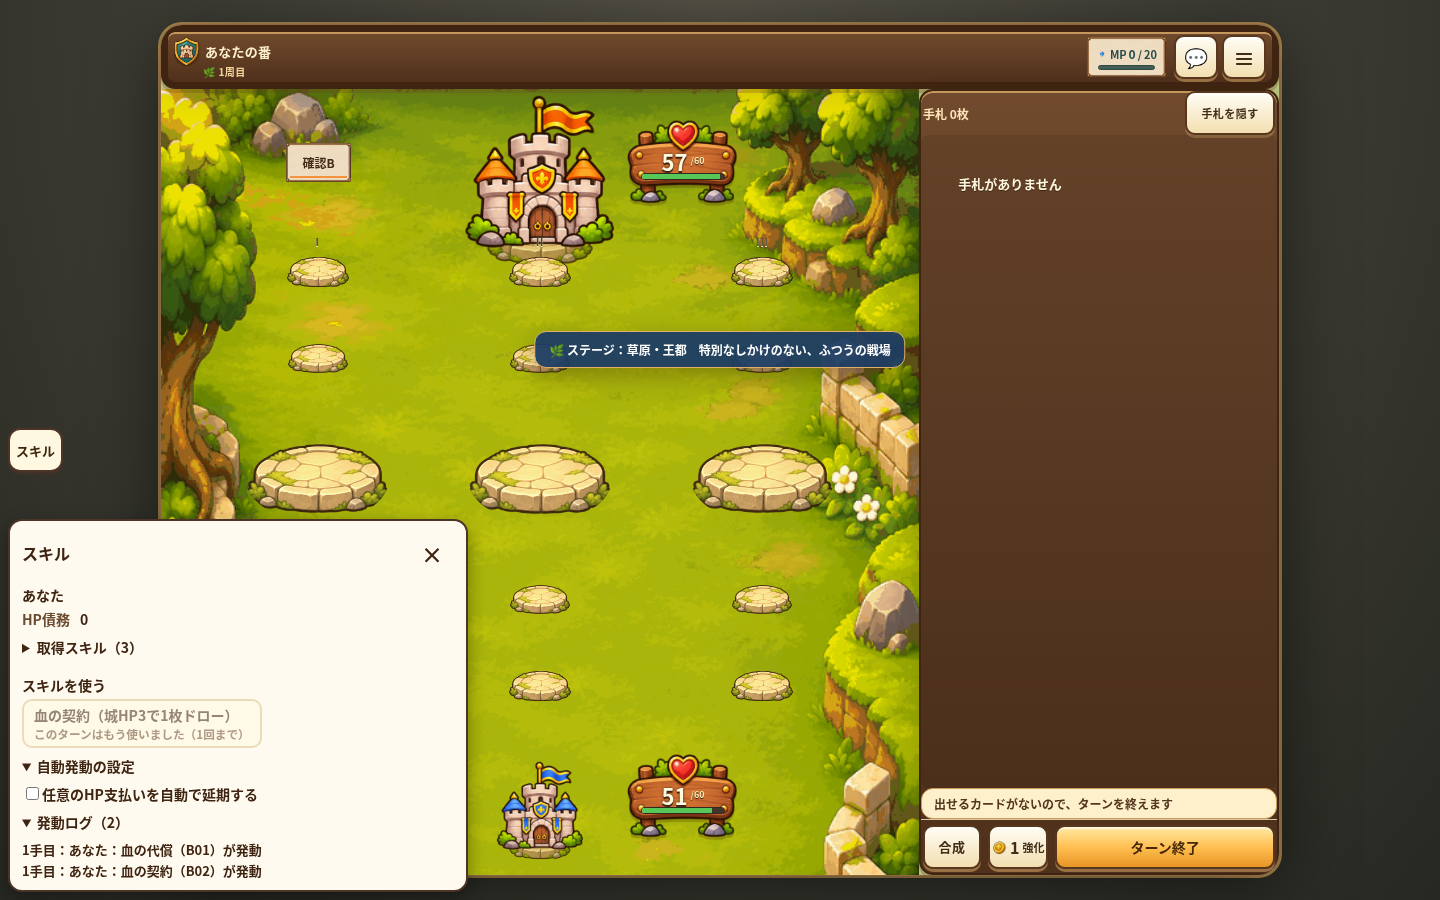 あなたの番
🌿 1周目
MP 0 / 20
手札 0枚
手札を隠す
確認B
57 /60
手札がありません
I
II
III
🌿 ステージ：草原・王都　特別なしかけのない、ふつうの戦場
スキル
スキル
あなた
HP債務 0
▶ 取得スキル（3）
スキルを使う
血の契約（城HP3で1枚ドロー）
このターンはもう使いました（1回まで）
▼ 自動発動の設定
任意のHP支払いを自動で延期する
▼ 発動ログ（2）
1手目：あなた：血の代償（B01）が発動
1手目：あなた：血の契約（B02）が発動
51 /60
出せるカードがないので、ターンを終えます
合成
1 強化
ターン終了